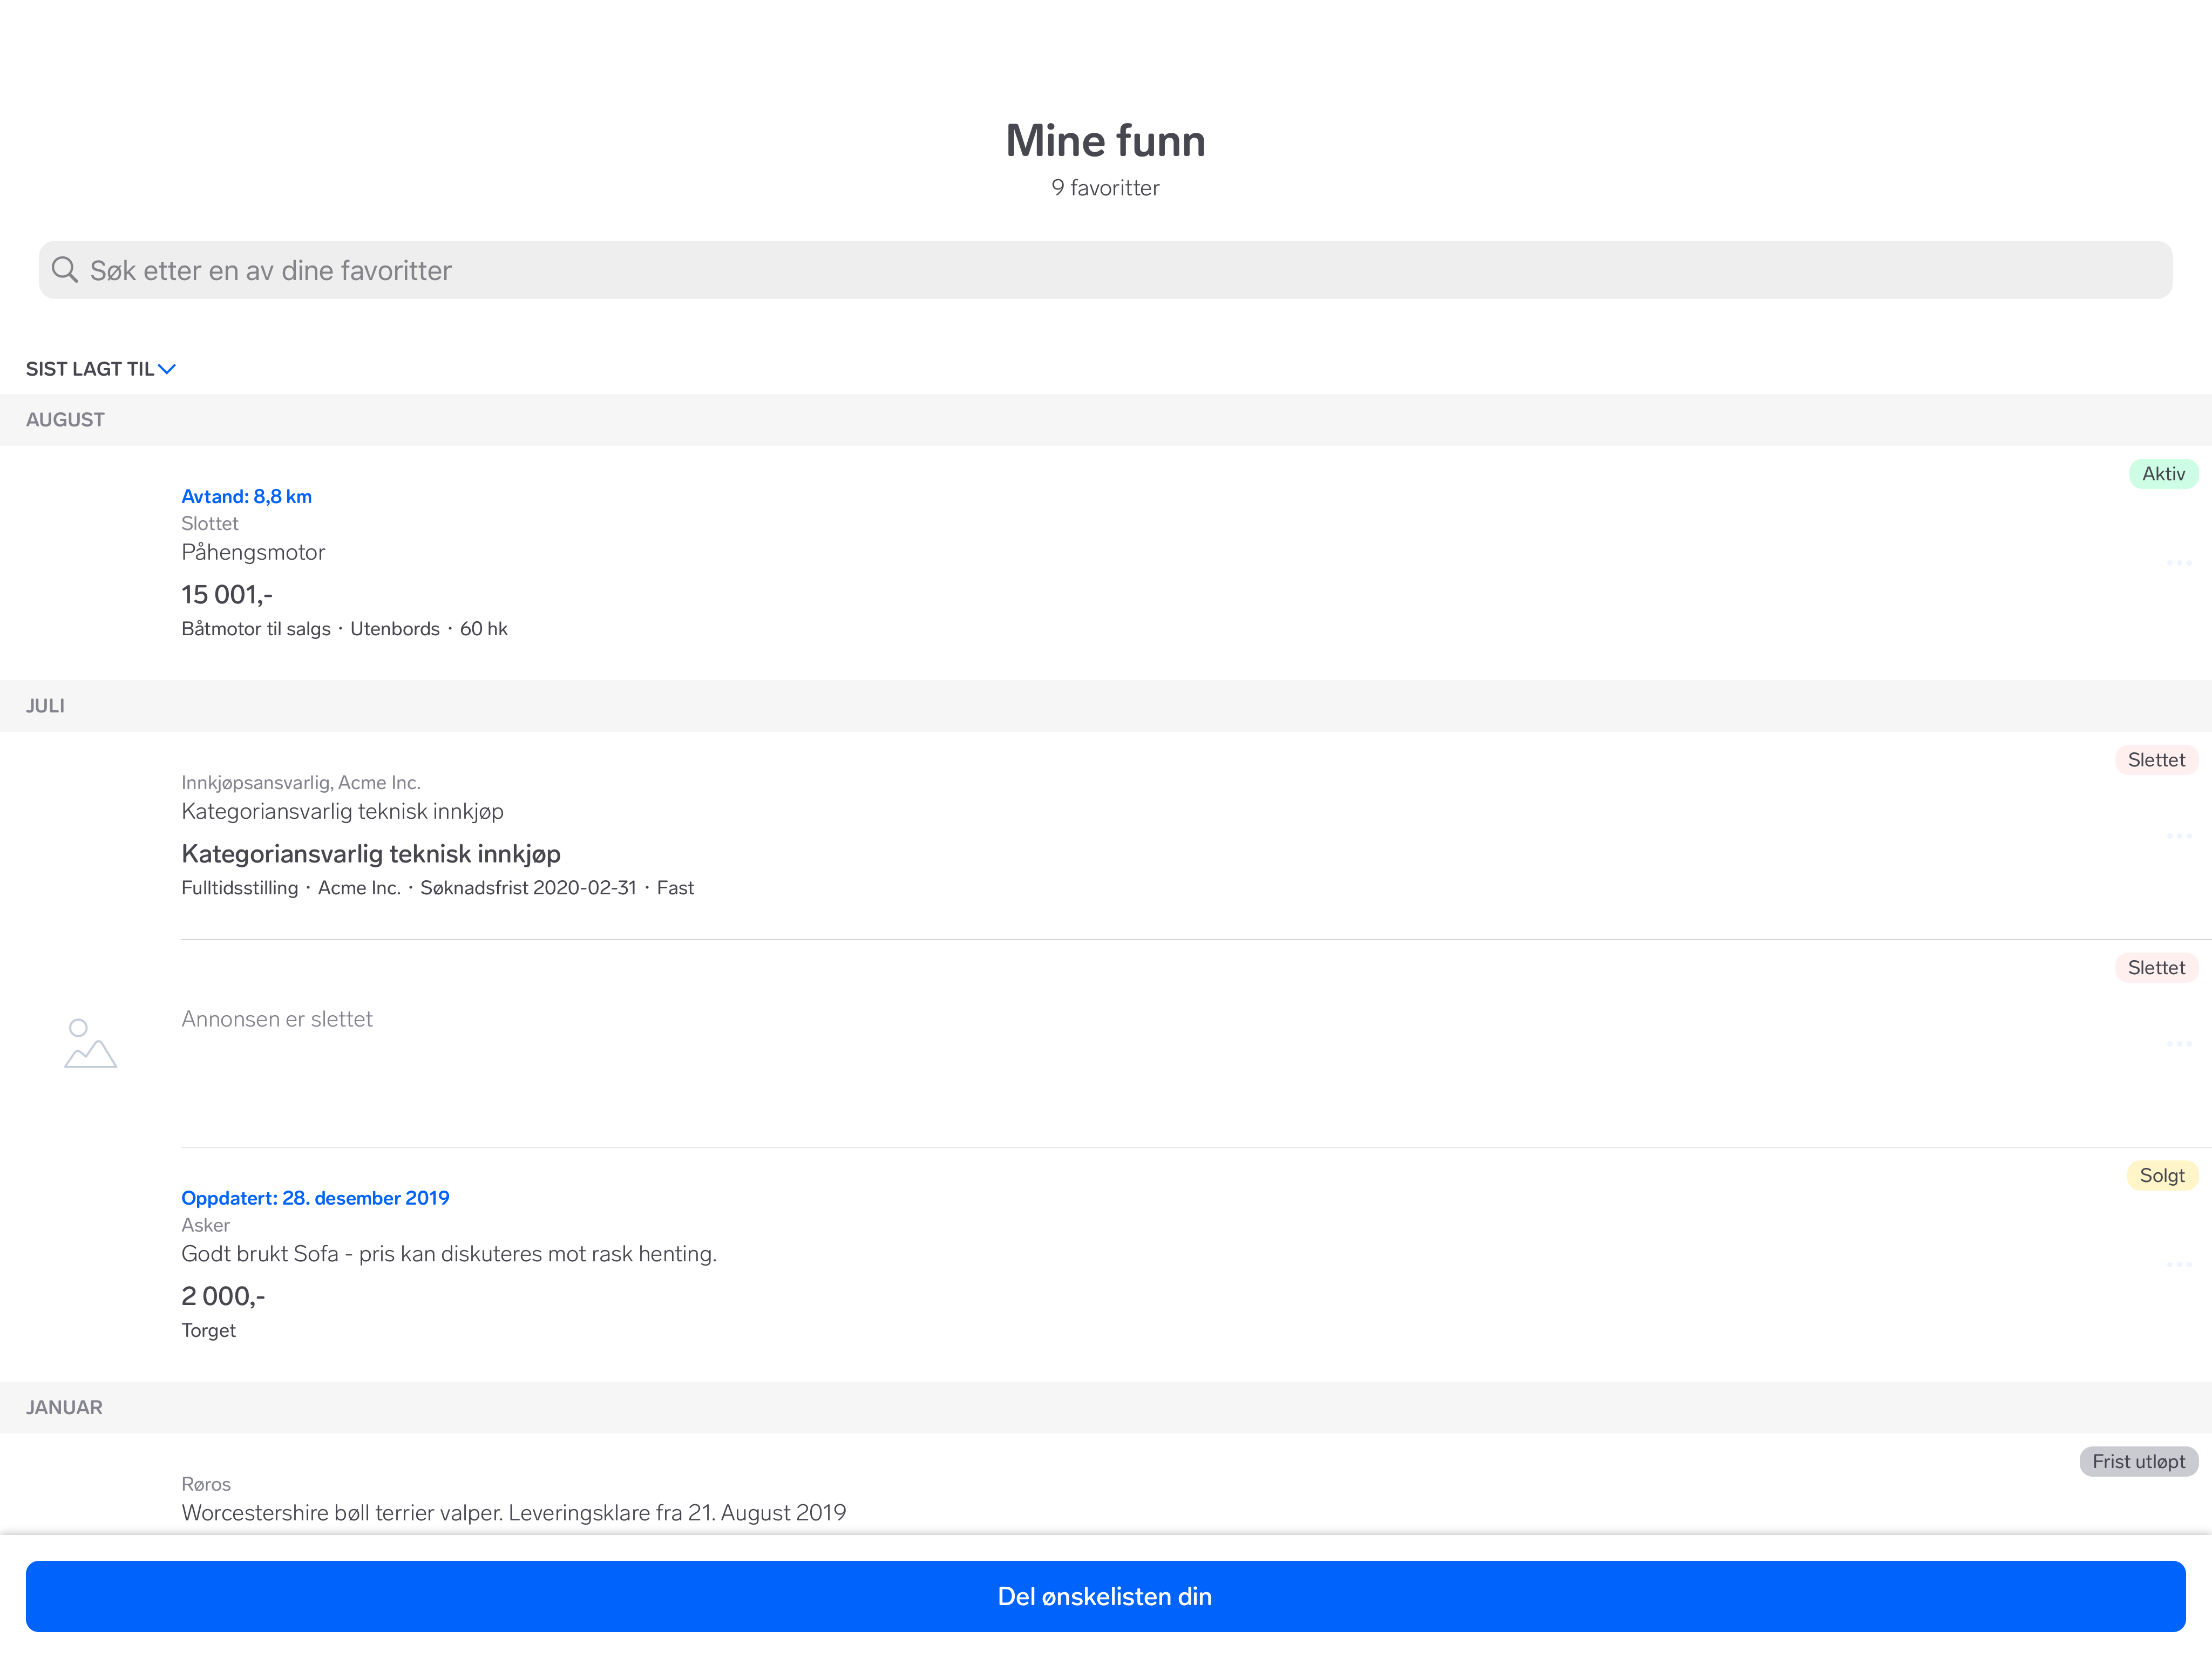 Mine funn
9 favoritter
Søk etter en av dine favoritter
SIST LAGT TIL
AUGUST
Aktiv
Avtand: 8,8 km
Slottet
Påhengsmotor
15 001,-
Båtmotor til salgs・Utenbords・60 hk
JULI
Slettet
Innkjøpsansvarlig, Acme Inc.
Kategoriansvarlig teknisk innkjøp
Kategoriansvarlig teknisk innkjøp
Fulltidsstilling・Acme Inc.・Søknadsfrist 2020-02-31・Fast
Slettet
Annonsen er slettet
Solgt
Oppdatert: 28. desember 2019
Asker
Godt brukt Sofa - pris kan diskuteres mot rask henting.
2 000,-
Torget
JANUAR
Frist utløpt
Røros
Worcestershire bøll terrier valper. Leveringsklare fra 21. August 2019
Del ønskelisten din